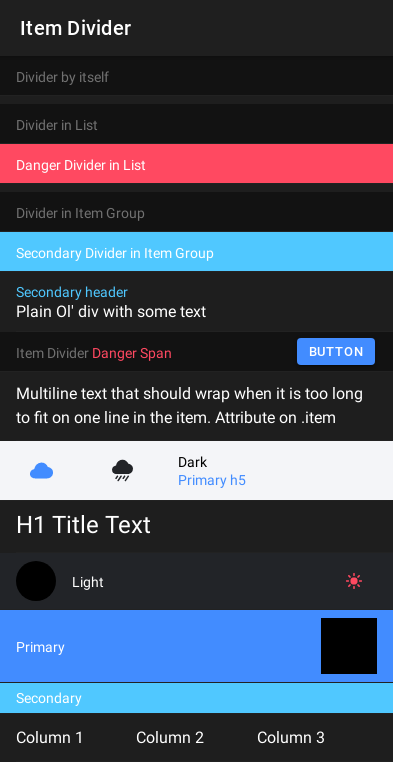 Item Divider
Divider by itself
Divider in List
Danger Divider in List
Divider in Item Group
Secondary Divider in Item Group
Secondary header
Plain Ol' div with some text
Item Divider Danger Span BUTTON
Multiline text that should wrap when it is too long
to fit on one line in the item. Attribute on .item
Dark
Primary h5
H1 Title Text
Light
Primary
Secondary
Column 1 Column 2 Column 3